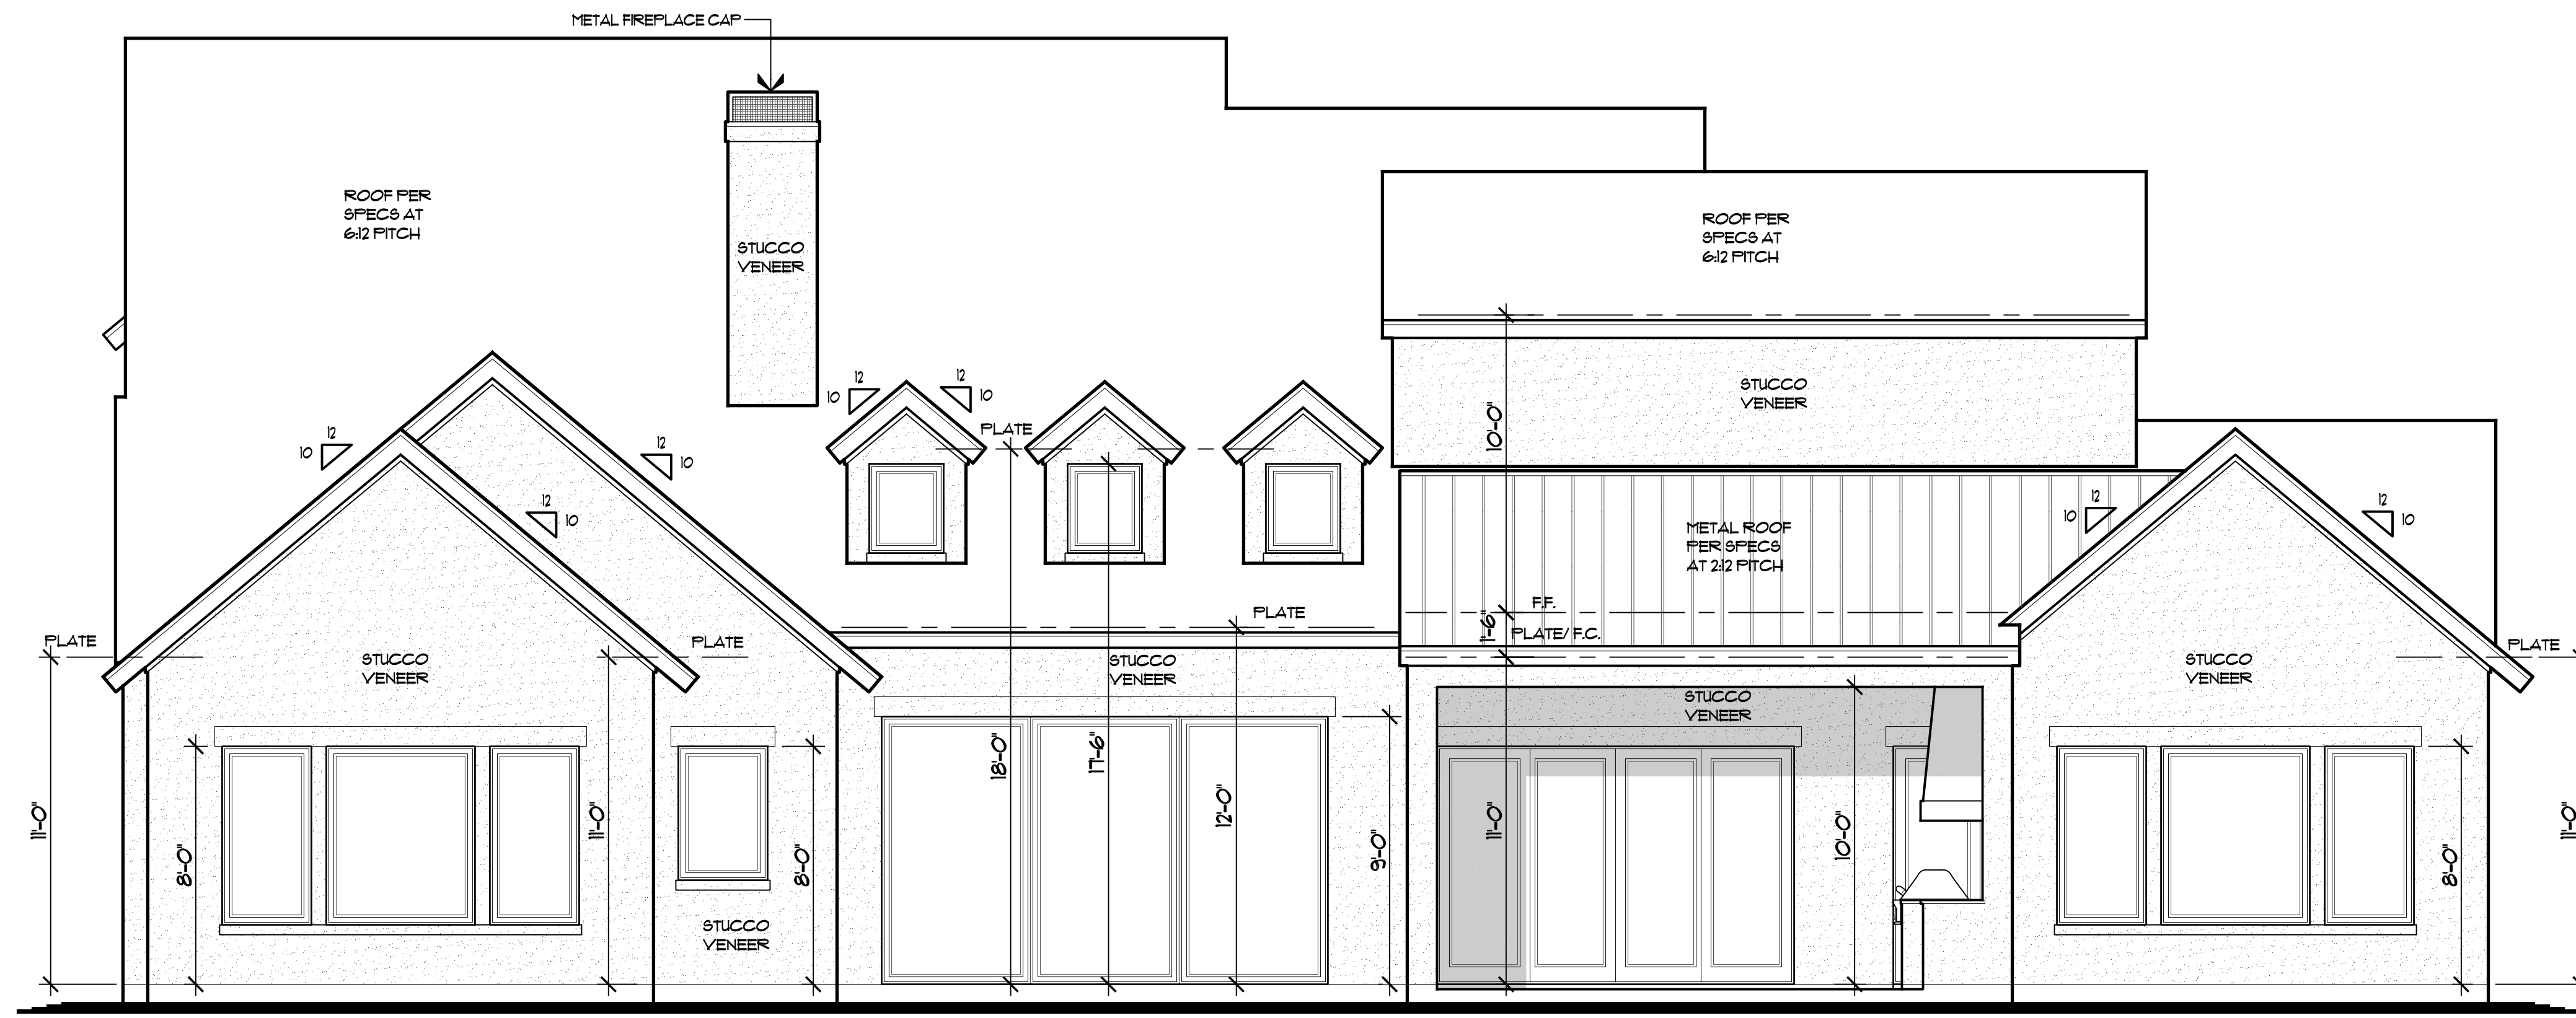 METAL FIREPLACE CAP
ROOF PER
SPECS AT
6:12 PITCH
STUCCO
VENEER
ROOF PER
SPECS AT
6:12 PITCH
STUCCO
VENEER
10'-0"
12
10
12
10
PLATE
12
10
12
10
12
10
12
10
12
10
METAL ROOF
PER SPECS
AT 2:12 PITCH
F.F.
1'-6"
PLATE/ F.C.
PLATE
PLATE
PLATE
PLATE
STUCCO
VENEER
STUCCO
VENEER
STUCCO
VENEER
STUCCO
VENEER
11'-0"
8'-0"
11'-0"
8'-0"
STUCCO
VENEER
18'-0"
17'-6"
12'-0"
9'-0"
11'-0"
10'-0"
8'-0"
11'-0"